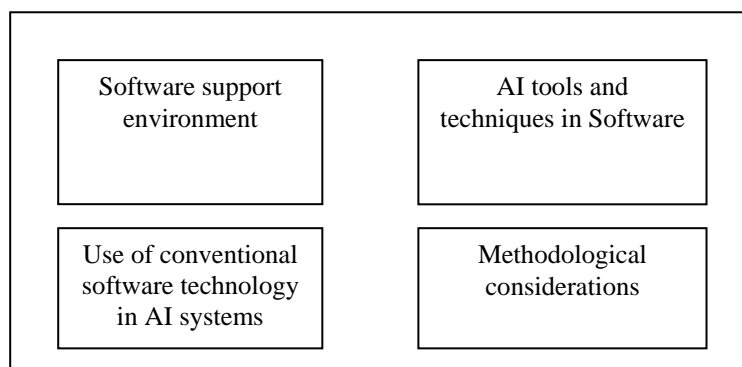 Software support
environment
AI tools and
techniques in Software
Use of conventional
software technology
in AI systems
Methodological
considerations